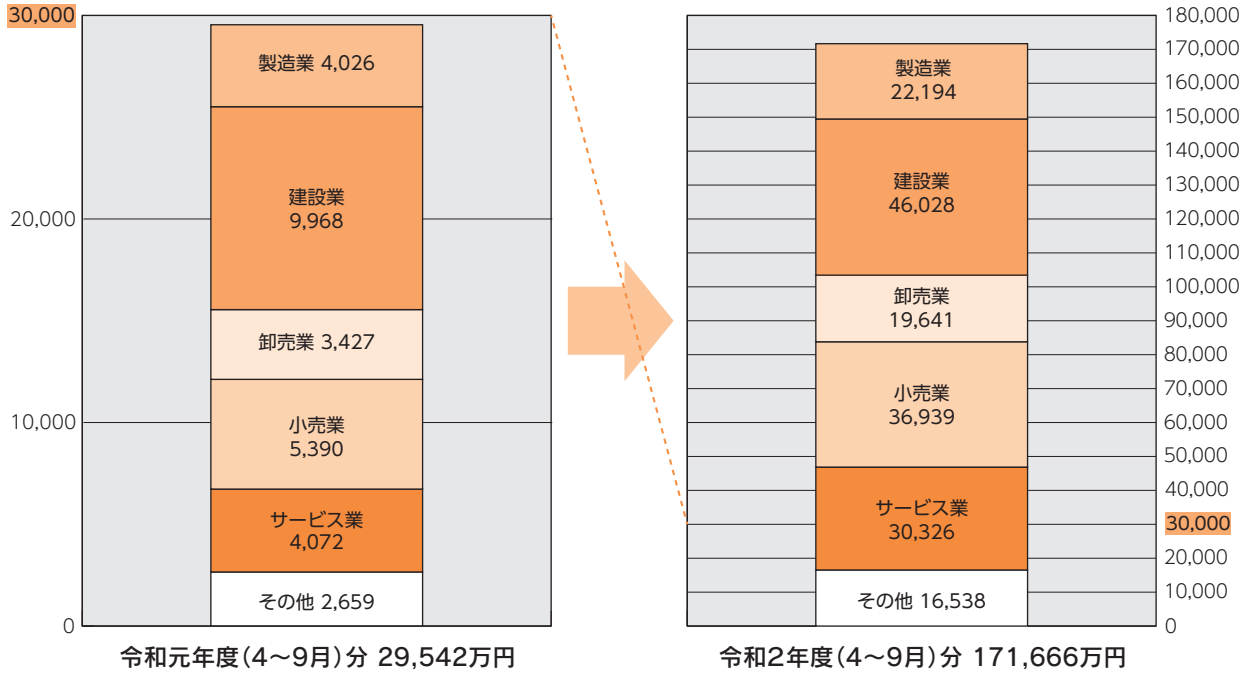 30,000
20,000
10,000
0
製造業 4,026
建設業
9,968
卸売業 3,427
小売業
5,390
サービス業
4,072
その他 2,659
令和元年度(4～9月)分 29,542万円
製造業
22,194
建設業
46,028
卸売業
19,641
小売業
36,939
サービス業
30,326
その他 16,538
180,000
170,000
160,000
150,000
140,000
130,000
120,000
110,000
100,000
90,000
80,000
70,000
60,000
50,000
40,000
30,000
20,000
10,000
0
令和2年度(4～9月)分 171,666万円